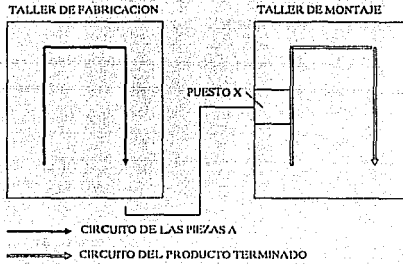 TALLER DE FABRICACION
TALLER DE MONTAJE
PUESTO X
CIRCUITO DE LAS PIEZAS A
CIRCUITO DEL PRODUCTO TERMINADO